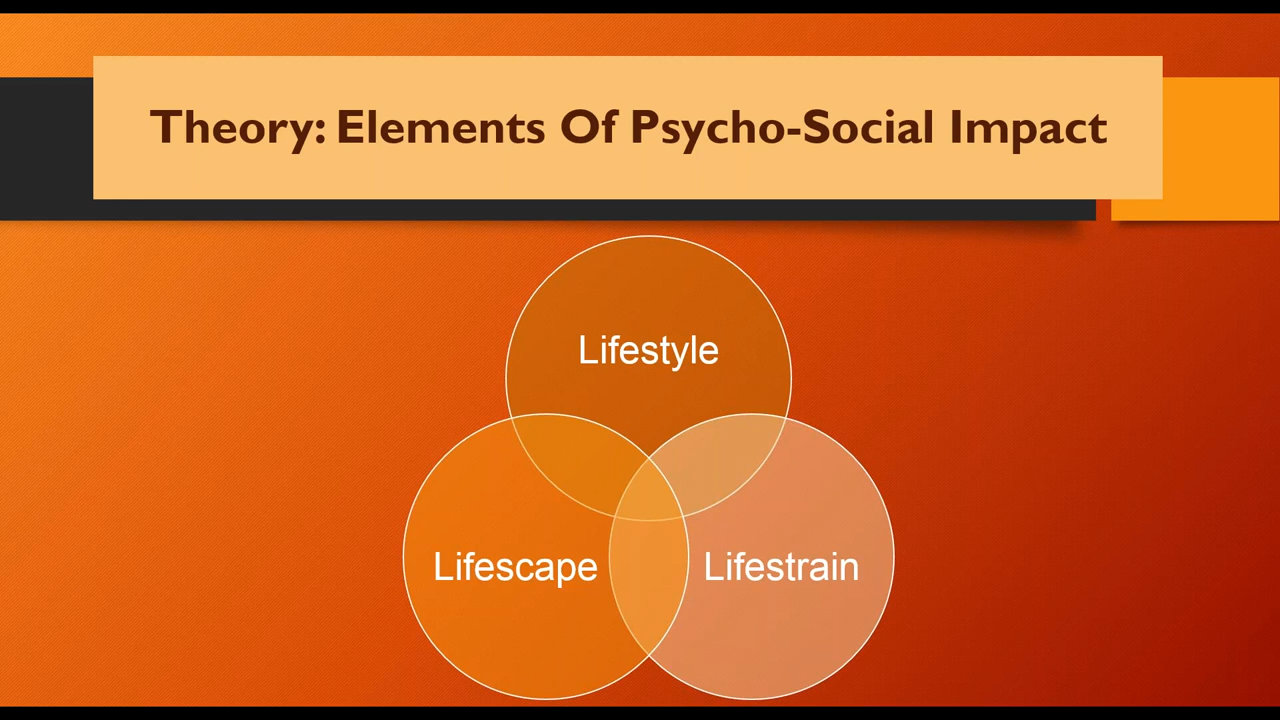 Theory: Elements Of Psycho-Social Impact
Lifestyle
Lifescape
Lifestrain